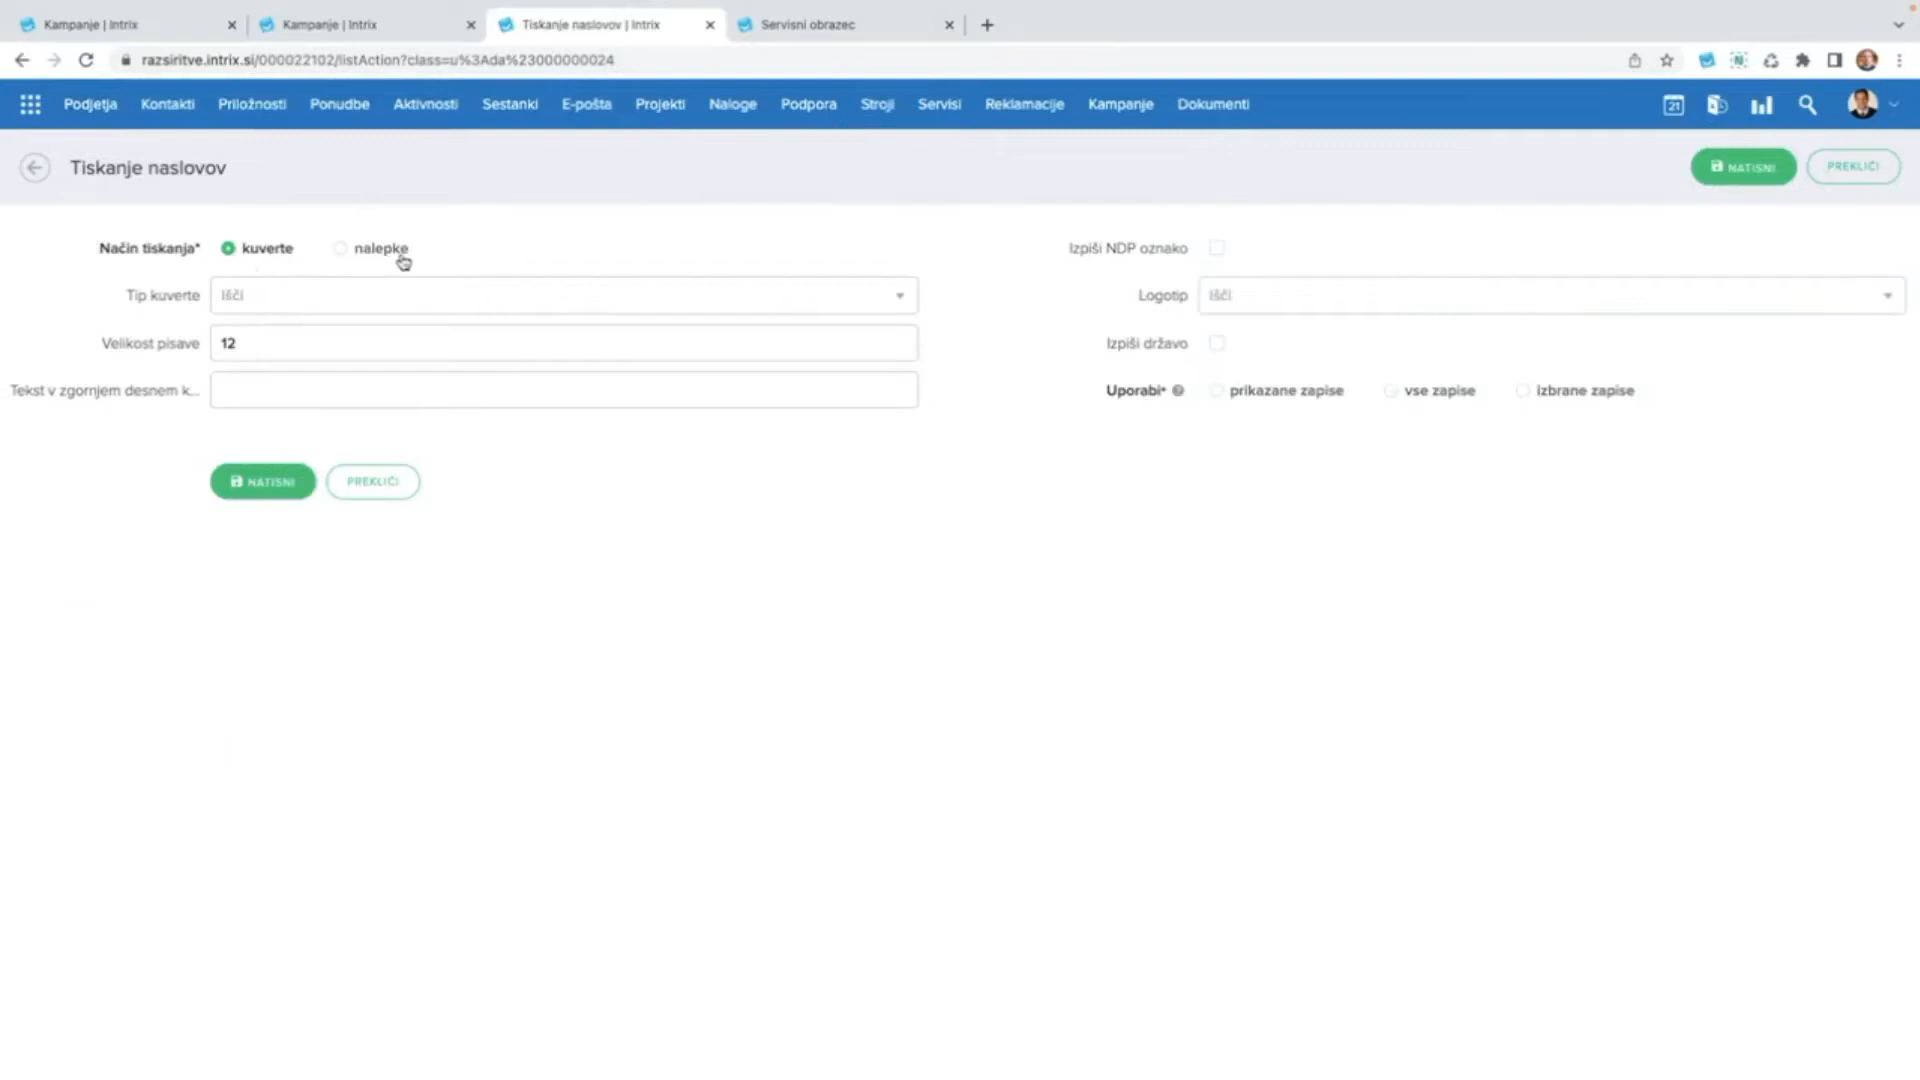 Kampanje | Intrix
Kampanje | Intrix
Tiskanje naslovov | Intrix
Servisni obrazec
razsiritve.intrix.si/000022102/listAction?class=u%3Ada%23000000024
Podjetja Kontakti Priložnosti Ponudbe Aktivnosti Sestanki E-pošta Projekti Naloge Podpora Stroji Servisi Reklamacije Kampanje Dokumenti
21
Tiskanje naslovov
NATISNI
PREKLIČI
Način tiskanja* kuverte nalepke
Izpiši NDP oznako
Tip kuverte Išči
Logotip Išči
Velikost pisave 12
Izpiši državo
Tekst v zgornjem desnem k...
Uporabi* prikazane zapise vse zapise Izbrane zapise
NATISNI
PREKLIČI